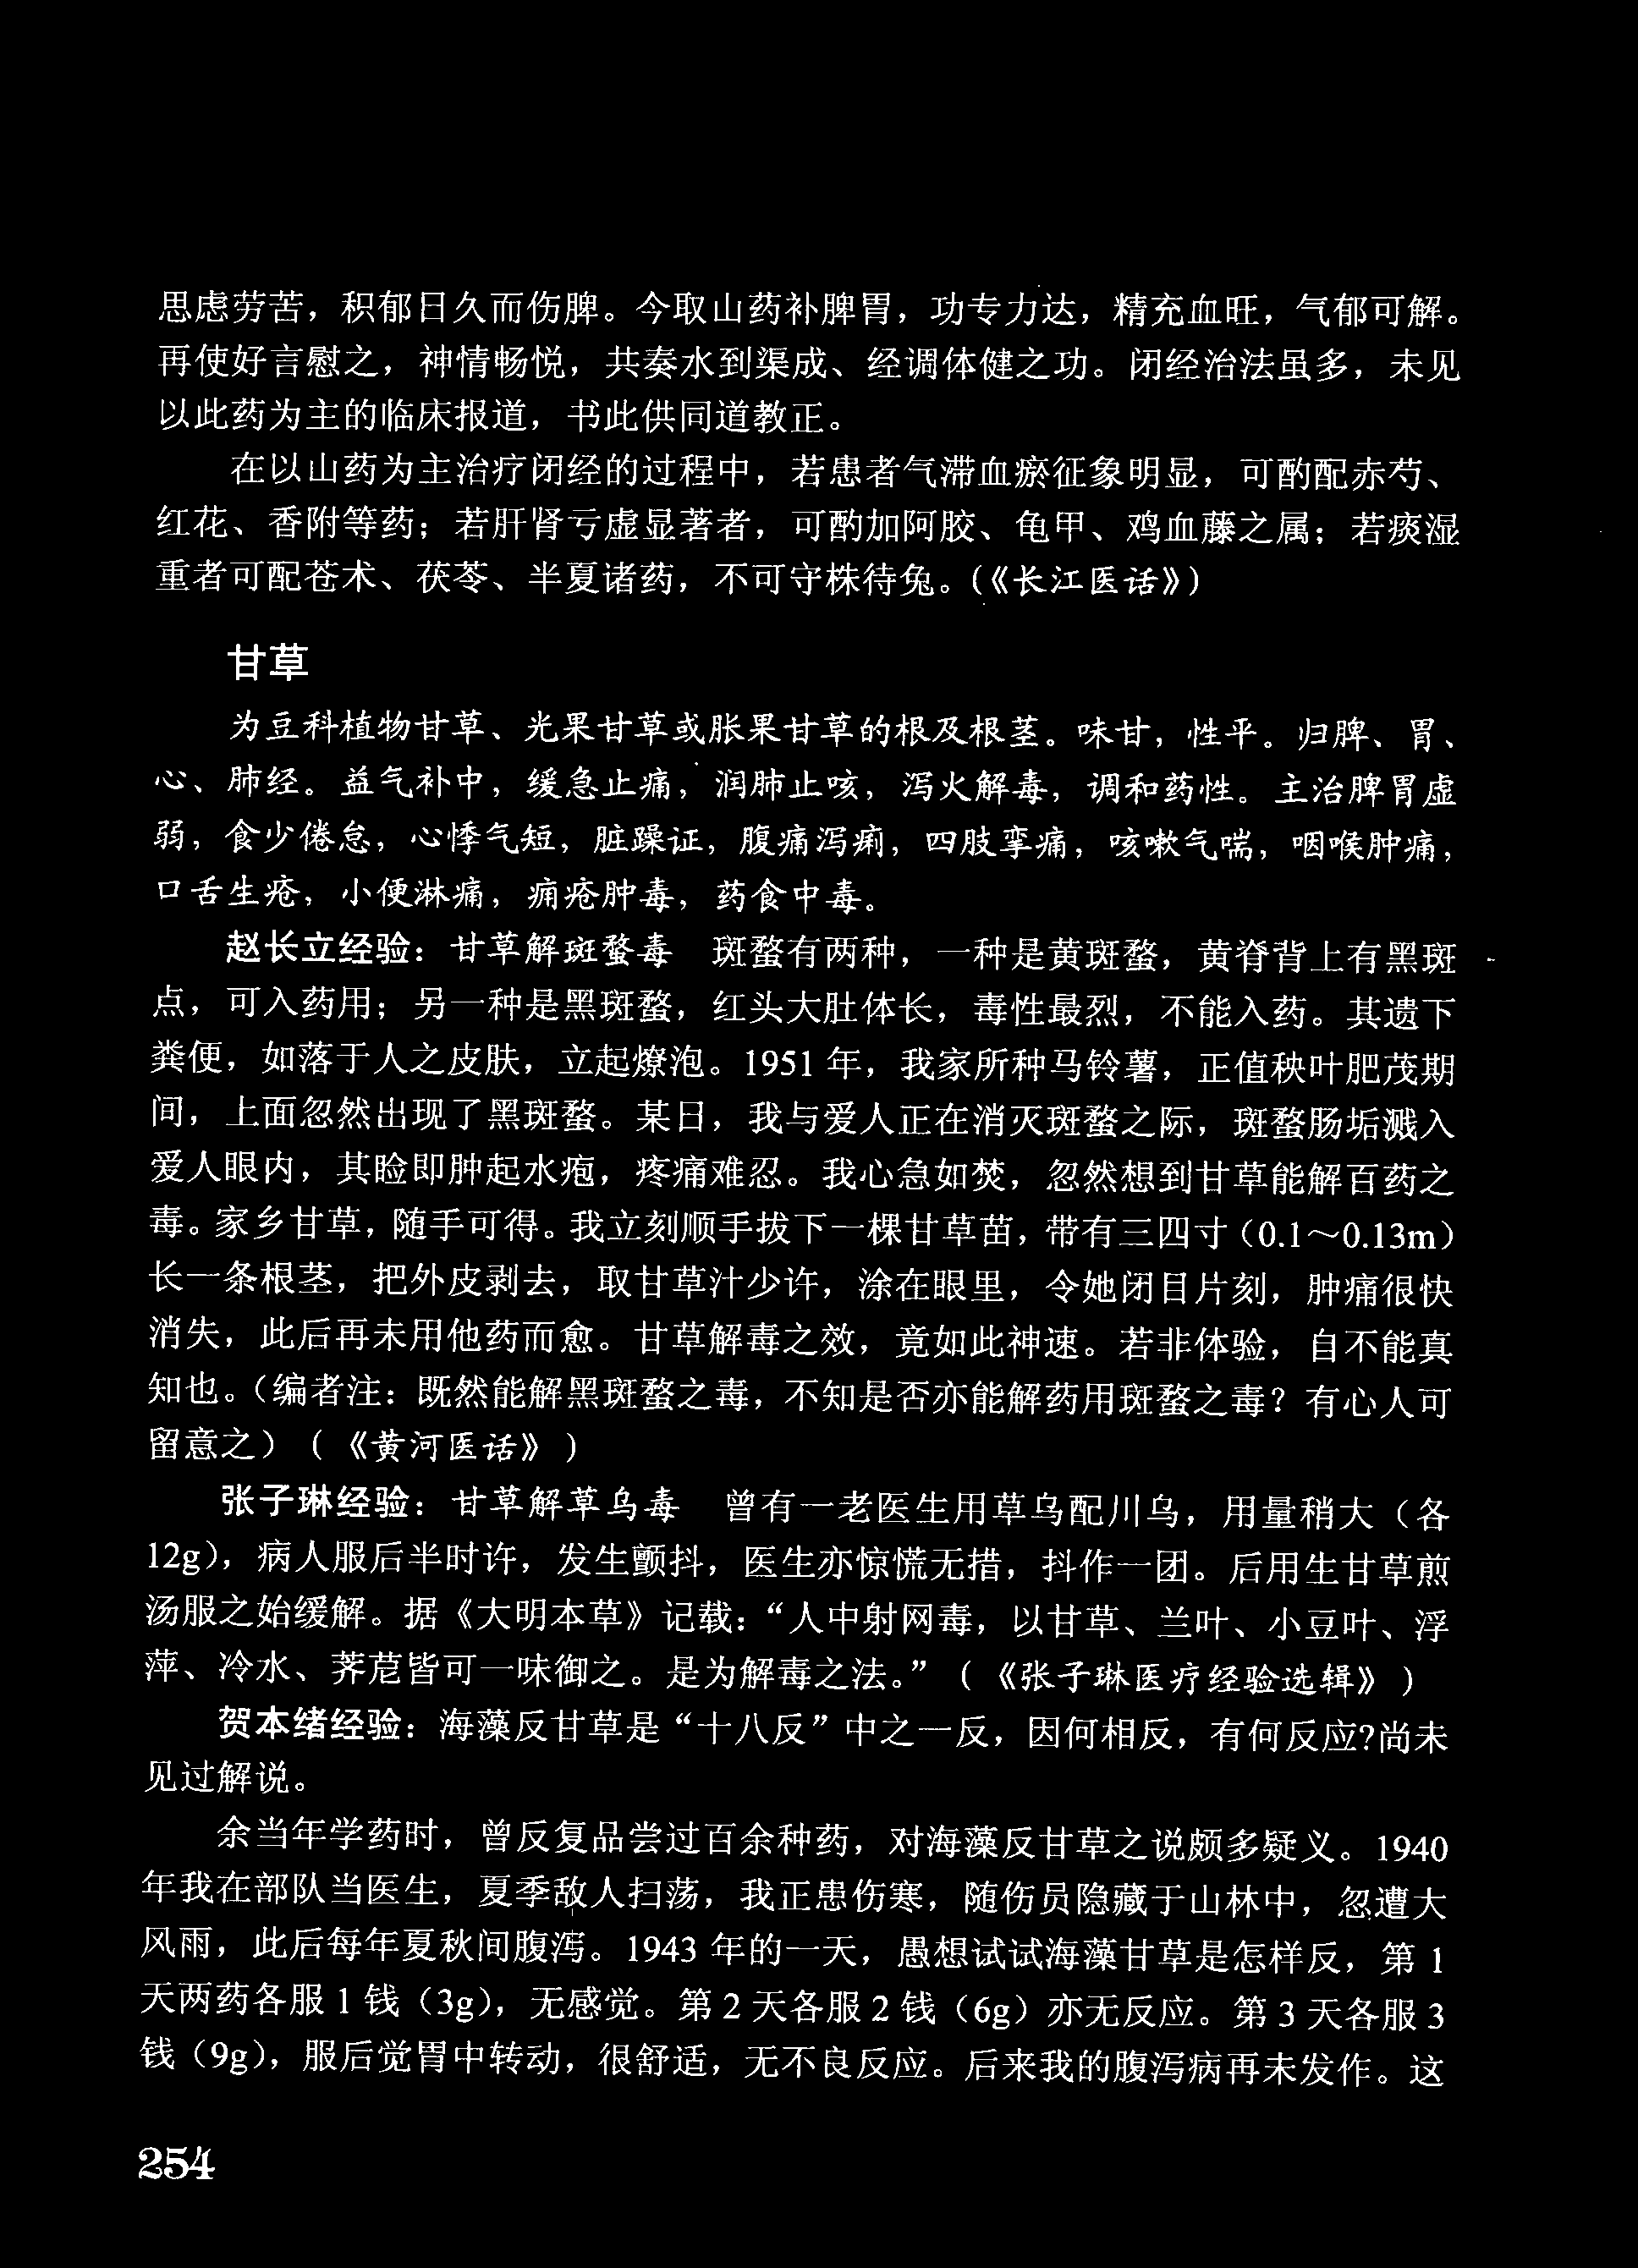 思虑劳苦，积郁日久而伤脾。今取山药补脾胃，功专力达，精充血旺，气郁可解。
再使好言慰之，神情畅悦，共奏水到渠成、经调体健之功。闭经治法虽多，未见
以此药为主的临床报道，书此供同道教正。
在以山药为主治疗闭经的过程中，若患者气滞血瘀征象明显，可酌配赤芍、
红花、香附等药；若肝肾亏虚显著者，可酌加阿胶、龟甲、鸡血藤之属；若痰湿
重者可配苍术、茯苓、半夏诸药，不可守株待兔。(《长江医话》)
甘草
为豆科植物甘草、光果甘草或胀果甘草的根及根茎。味甘，性平。归脾、胃、
心、肺经。益气补中，缓急止痛，润肺止咳，泻火解毒，调和药性。主治脾胃虚
弱，食少倦怠，心悸气短，脏躁证，腹痛泻痢，四肢挛痛，咳嗽气喘，咽喉肿痛，
口舌生疮，小便淋痛，痈疮肿毒，药食中毒。
赵长立经验：甘草解斑蝥毒　斑蝥有两种，一种是黄斑蝥，黄脊背上有黑斑
点，可入药用；另一种是黑斑蝥，红头大肚体长，毒性最烈，不能入药。其遗下
粪便，如落于人之皮肤，立起燎泡。1951 年，我家所种马铃薯，正值秧叶肥茂期
间，上面忽然出现了黑斑蝥。某日，我与爱人正在消灭斑蝥之际，斑蝥肠垢溅入
爱人眼内，其睑即肿起水疱，疼痛难忍。我心急如焚，忽然想到甘草能解百药之
毒。家乡甘草，随手可得。我立刻顺手拔下一棵甘草苗，带有三四寸（0.1～0.13m）
长一条根茎，把外皮剥去，取甘草汁少许，涂在眼里，令她闭目片刻，肿痛很快
消失，此后再未用他药而愈。甘草解毒之效，竟如此神速。若非体验，自不能真
知也。（编者注：既然能解黑斑蝥之毒，不知是否亦能解药用斑蝥之毒？有心人可
留意之）（《黄河医话》）
张子琳经验：甘草解草乌毒　曾有一老医生用草乌配川乌，用量稍大（各
12g），病人服后半时许，发生颤抖，医生亦惊慌无措，抖作一团。后用生甘草煎
汤服之始缓解。据《大明本草》记载：“人中射网毒，以甘草、兰叶、小豆叶、浮
萍、冷水、荠苨皆可一味御之。是为解毒之法。”（《张子琳医疗经验选辑》）
贺本绪经验：海藻反甘草是“十八反”中之一反，因何相反，有何反应?尚未
见过解说。
余当年学药时，曾反复品尝过百余种药，对海藻反甘草之说颇多疑义。1940
年我在部队当医生，夏季敌人扫荡，我正患伤寒，随伤员隐藏于山林中，忽遭大
风雨，此后每年夏秋间腹泻。1943 年的一天，愚想试试海藻甘草是怎样反，第 1
天两药各服 1 钱（3g），无感觉。第 2 天各服 2 钱（6g）亦无反应。第 3 天各服 3
钱（9g），服后觉胃中转动，很舒适，无不良反应。后来我的腹泻病再未发作。这
254